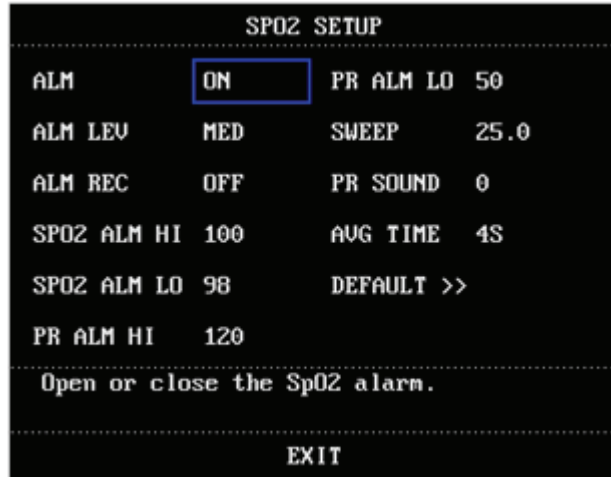 SPO2 SETUP
ALM ON PR ALM LO 50
ALM LEV MED SWEEP 25.0
ALM REC OFF PR SOUND 0
SPO2 ALM HI 100 AVG TIME 4S
SPO2 ALM LO 98 DEFAULT >>
PR ALM HI 120
Open or close the SpO2 alarm.
EXIT